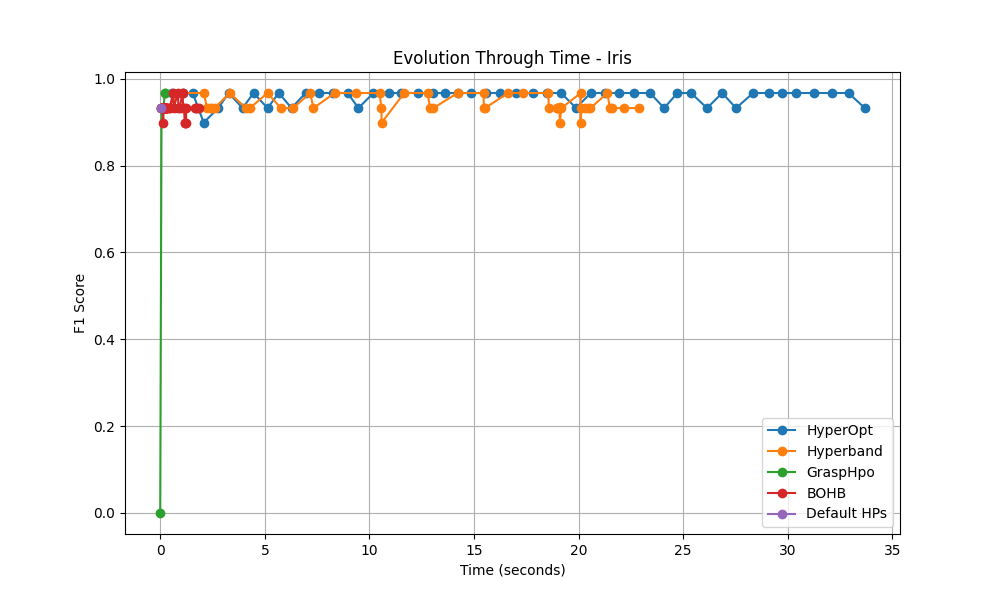 Evolution Through Time - Iris
F1 Score
1.0
0.8
0.6
0.4
0.2
0.0
0 5 10 15 20 25 30 35
Time (seconds)
HyperOpt
Hyperband
GraspHpo
BOHB
Default HPs